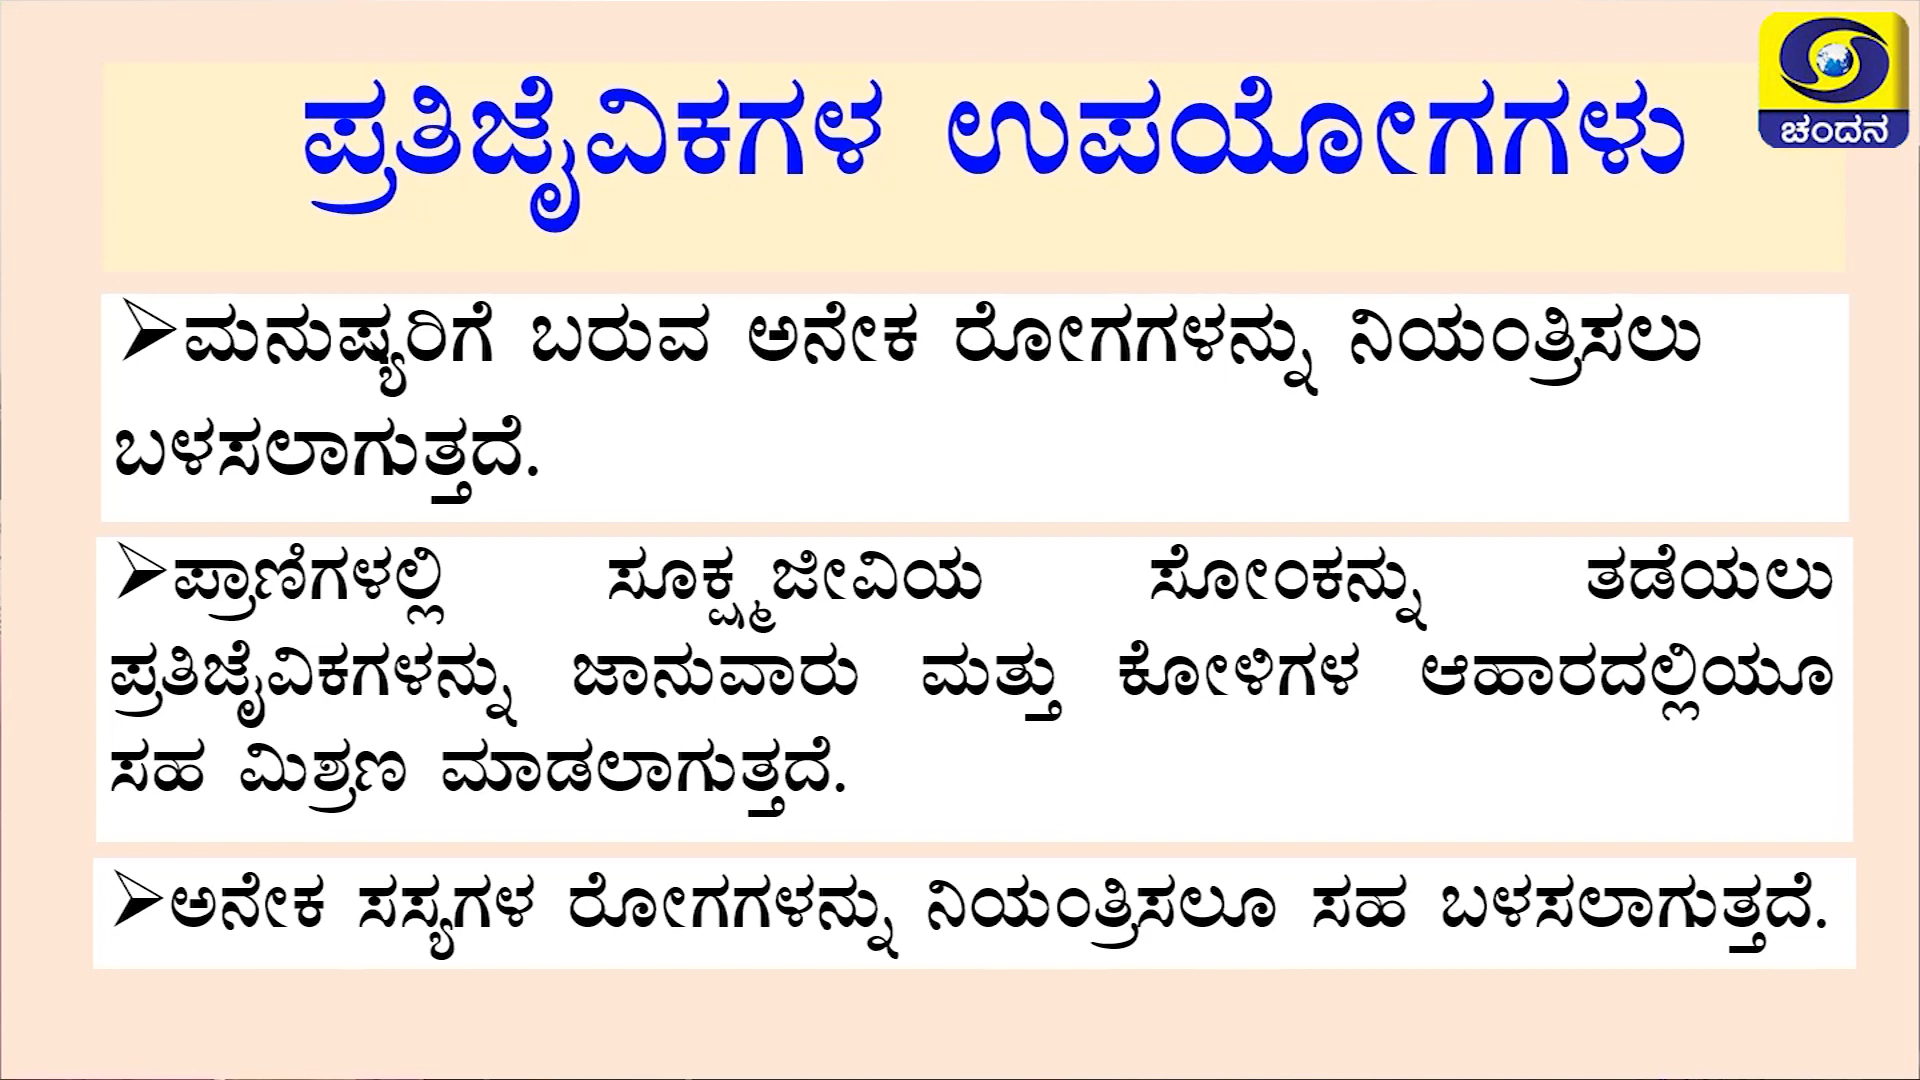 ಚಂದನ
ಪ್ರತಿಜೈವಿಕಗಳ ಉಪಯೋಗಗಳು
➢ಮನುಷ್ಯರಿಗೆ ಬರುವ ಅನೇಕ ರೋಗಗಳನ್ನು ನಿಯಂತ್ರಿಸಲು
ಬಳಸಲಾಗುತ್ತದೆ.
➢ಪ್ರಾಣಿಗಳಲ್ಲಿ ಸೂಕ್ಷ್ಮಜೀವಿಯ ಸೋಂಕನ್ನು ತಡೆಯಲು
ಪ್ರತಿಜೈವಿಕಗಳನ್ನು ಜಾನುವಾರು ಮತ್ತು ಕೋಳಿಗಳ ಆಹಾರದಲ್ಲಿಯೂ
ಸಹ ಮಿಶ್ರಣ ಮಾಡಲಾಗುತ್ತದೆ.
➢ಅನೇಕ ಸಸ್ಯಗಳ ರೋಗಗಳನ್ನು ನಿಯಂತ್ರಿಸಲೂ ಸಹ ಬಳಸಲಾಗುತ್ತದೆ.